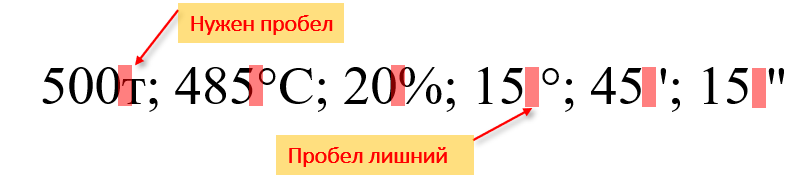 Нужен пробел
500т; 485°C; 20%; 15 °; 45 '; 15 "
Пробел лишний